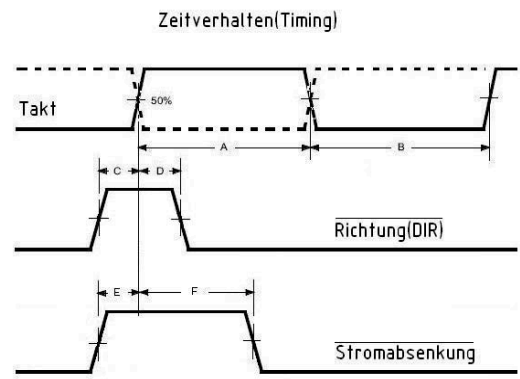 Zeitverhalten(Timing)
Takt
50%
A
B
C
D
Richtung(DIR)
E
F
Stromabsenkung